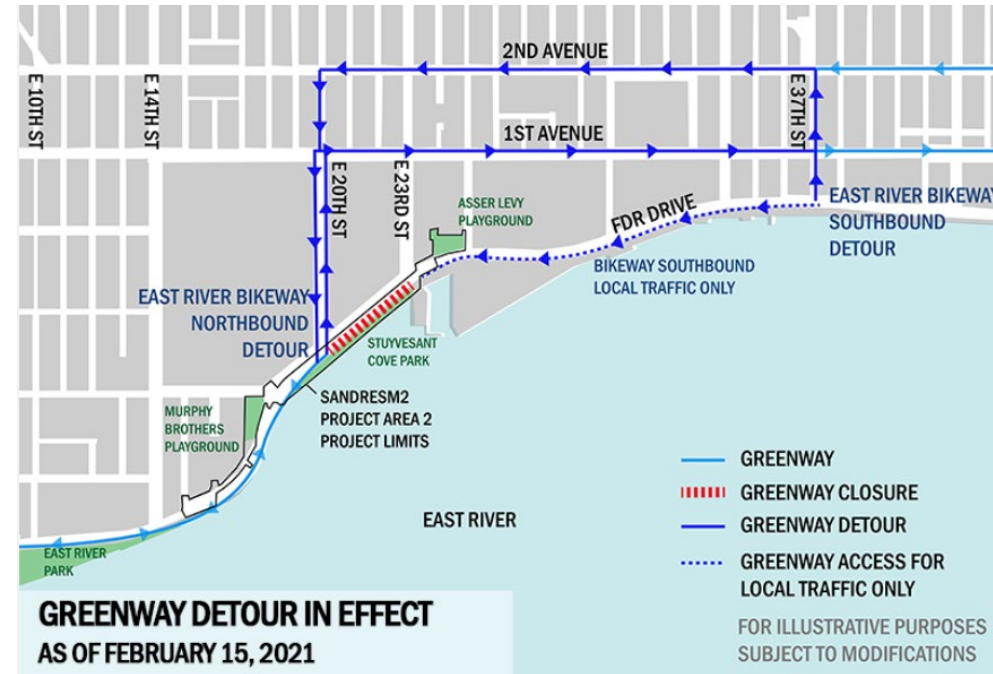 2ND AVENUE
E 10TH ST
E 14TH ST
E 37TH ST
1ST AVENUE
E 20TH ST
E 23RD ST
ASSER LEVY
PLAYGROUND
FDR DRIVE
EAST RIVER BIKEWAY
SOUTHBOUND
DETOUR
BIKEWAY SOUTHBOUND
LOCAL TRAFFIC ONLY
EAST RIVER BIKEWAY
NORTHBOUND
DETOUR
STUYVESANT
COVE PARK
SANDRESM2
PROJECT AREA 2
PROJECT LIMITS
MURPHY
BROTHERS
PLAYGROUND
EAST RIVER
EAST RIVER
PARK
GREENWAY
GREENWAY CLOSURE
GREENWAY DETOUR
GREENWAY ACCESS FOR
LOCAL TRAFFIC ONLY
FOR ILLUSTRATIVE PURPOSES
SUBJECT TO MODIFICATIONS
GREENWAY DETOUR IN EFFECT
AS OF FEBRUARY 15, 2021